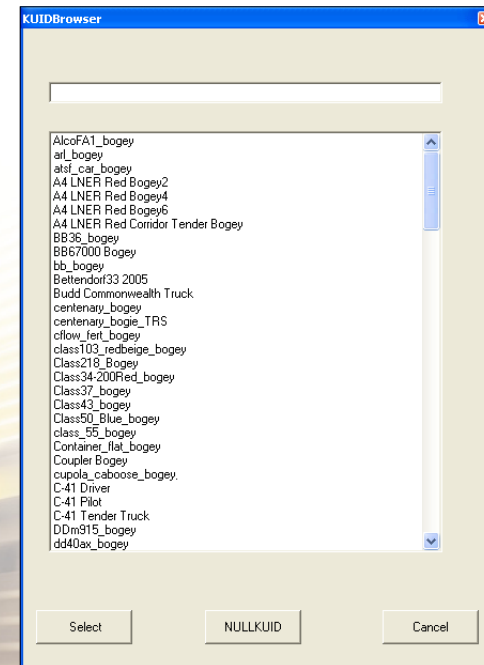 KUIDBrowser
AlcoFA1_bogey
arl_bogey
atsf_car_bogey
A4 LNER Red Bogey2
A4 LNER Red Bogey4
A4 LNER Red Bogey6
A4 LNER Red Corridor Tender Bogey
BB36_bogey
BB67000 Bogey
bb_bogey
Bettendorf33 2005
Budd Commonwealth Truck
centenary_bogey
centenary_bogie_TRS
cflow_fert_bogey
class103_redbeige_bogey
Class218_Bogey
Class34-200Red_bogey
Class37_bogey
Class43_bogey
Class50_Blue_bogey
class_55_bogey
Container_flat_bogey
Coupler Bogey
cupola_caboose_bogey,
C-41 Driver
C-41 Pilot
C-41 Tender Truck
DDm915_bogey
dd40ax_bogey
Select NULLKUID Cancel